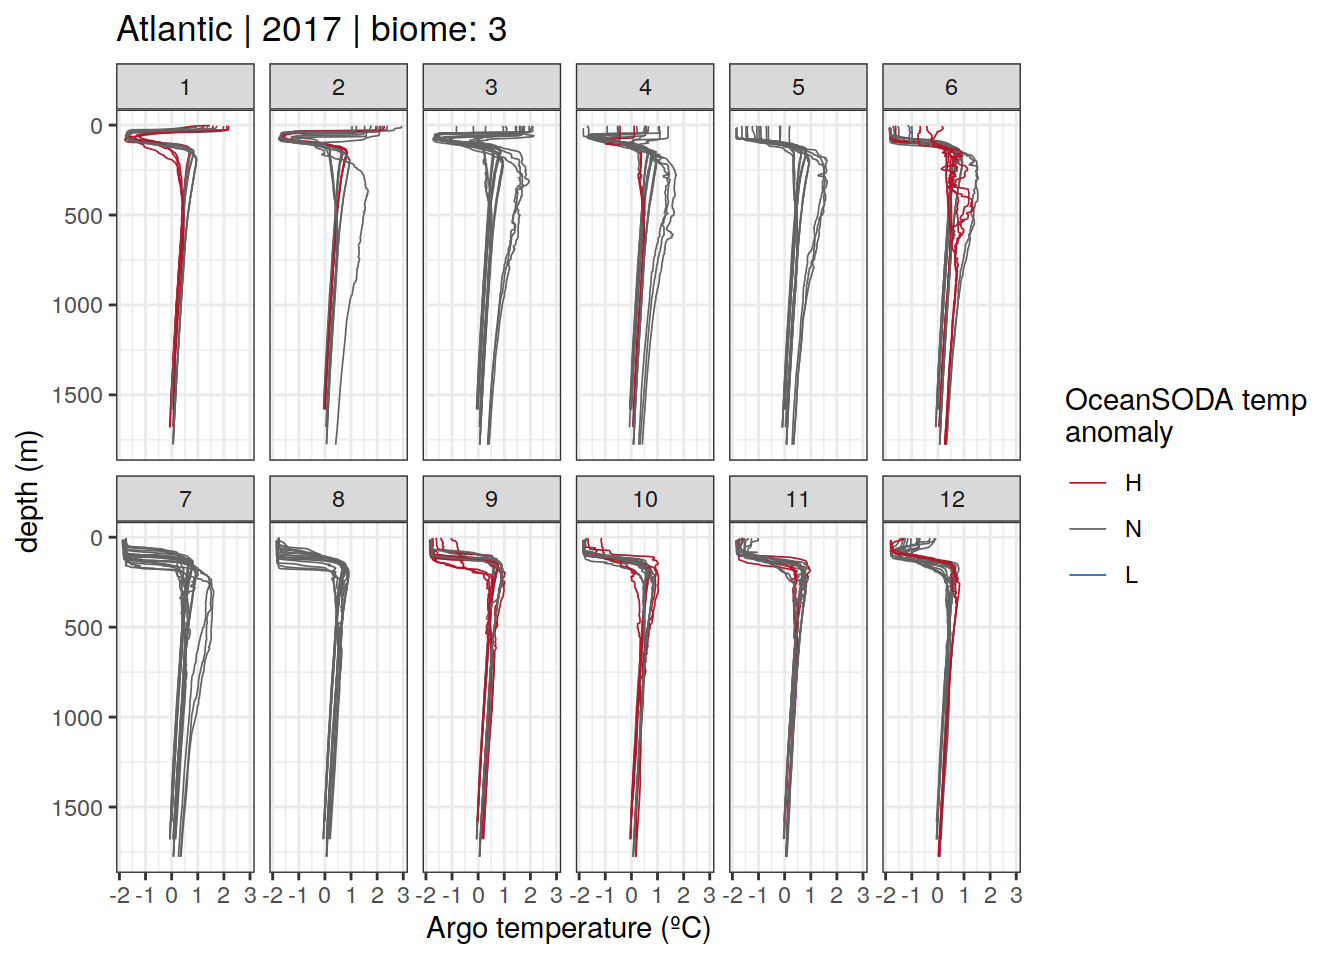 Atlantic | 2017 | biome: 3
1 2 3 4 5 6
0
500
1000
1500
7 8 9 10 11 12
0
500
1000
1500
-2 -1 0 1 2 3 -2 -1 0 1 2 3 -2 -1 0 1 2 3 -2 -1 0 1 2 3 -2 -1 0 1 2 3 -2 -1 0 1 2 3
Argo temperature (ºC)
depth (m)
OceanSODA temp
anomaly
H
N
L